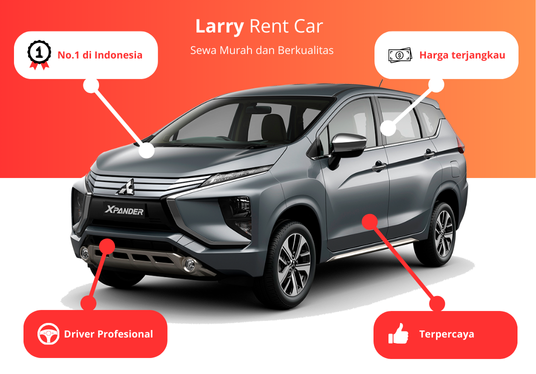 Larry Rent Car
Sewa Murah dan Berkualitas
1
No.1 di Indonesia
Harga terjangkau
XPANDER
Driver Profesional
Terpercaya